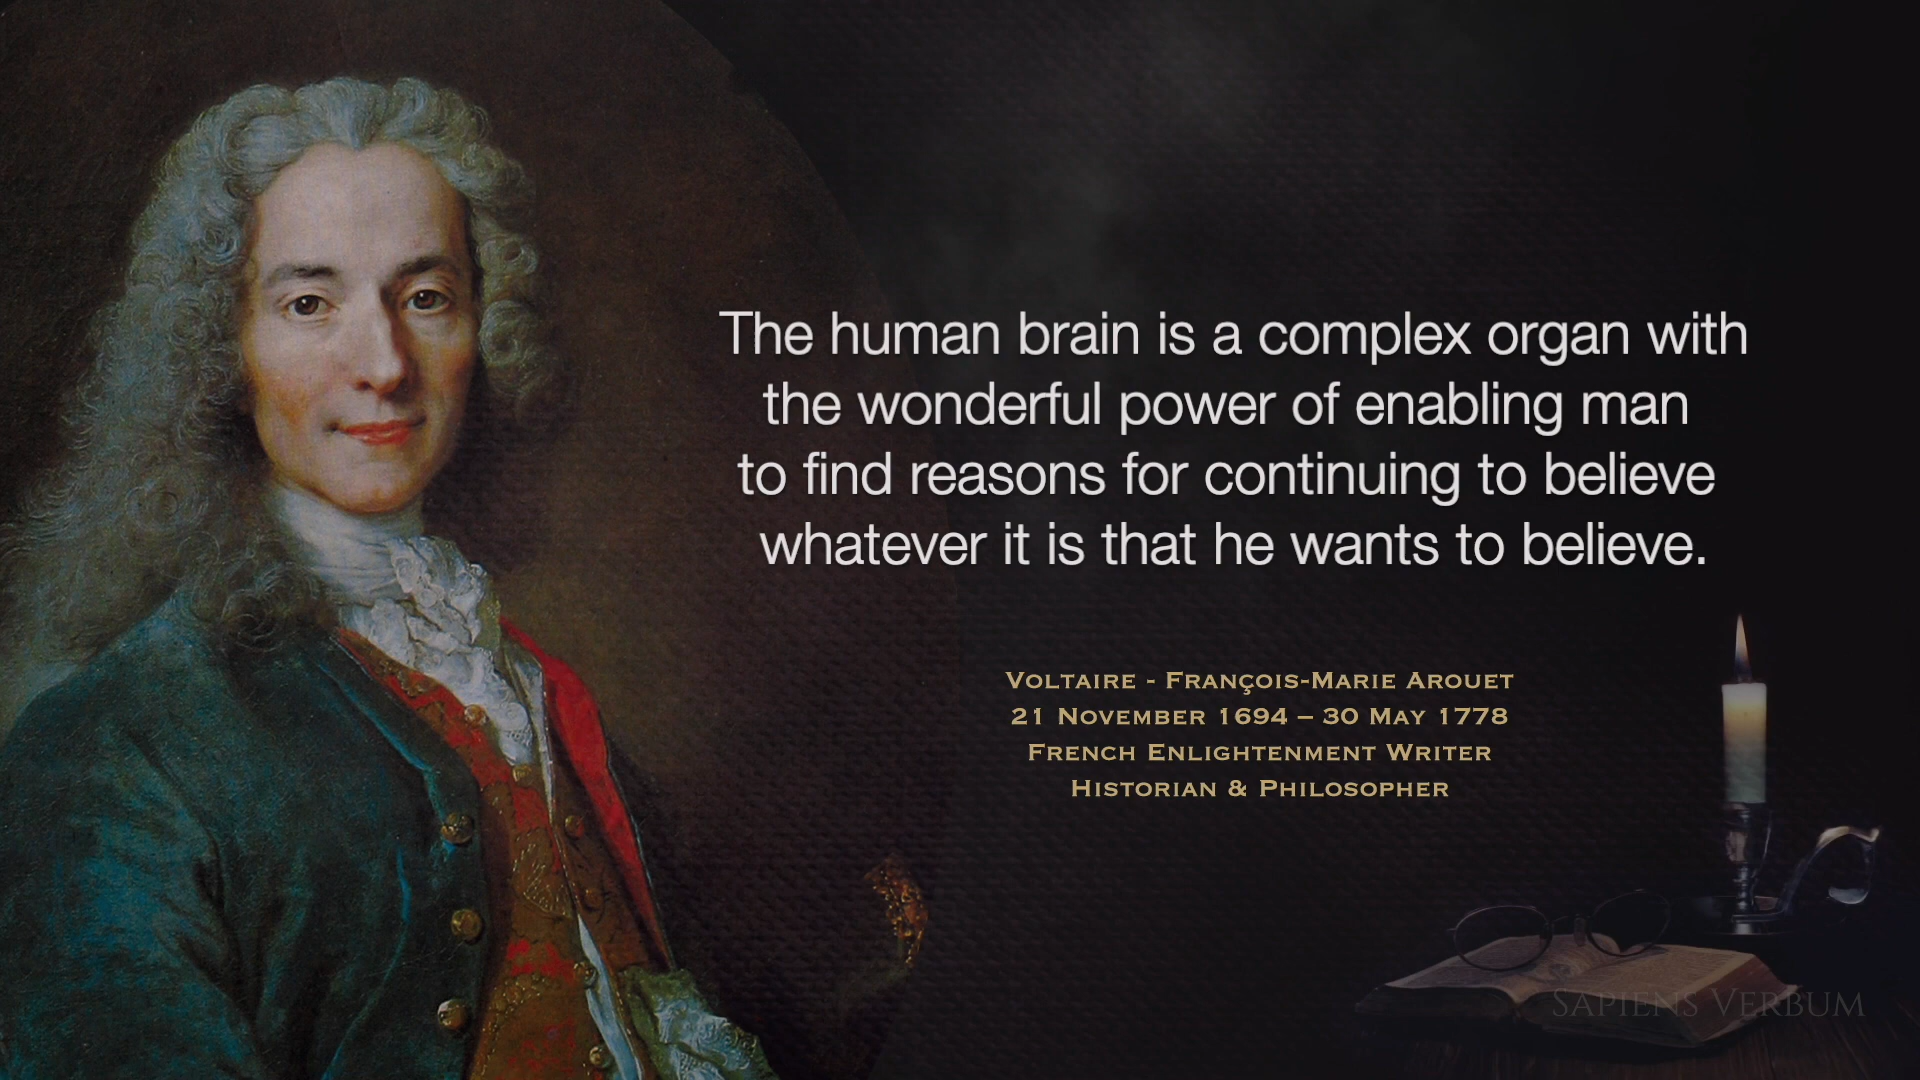 The human brain is a complex organ with
the wonderful power of enabling man
to find reasons for continuing to believe
whatever it is that he wants to believe.
Voltaire - François-Marie Arouet
21 November 1694 – 30 May 1778
French Enlightenment Writer
Historian & Philosopher
Sapiens Verbum